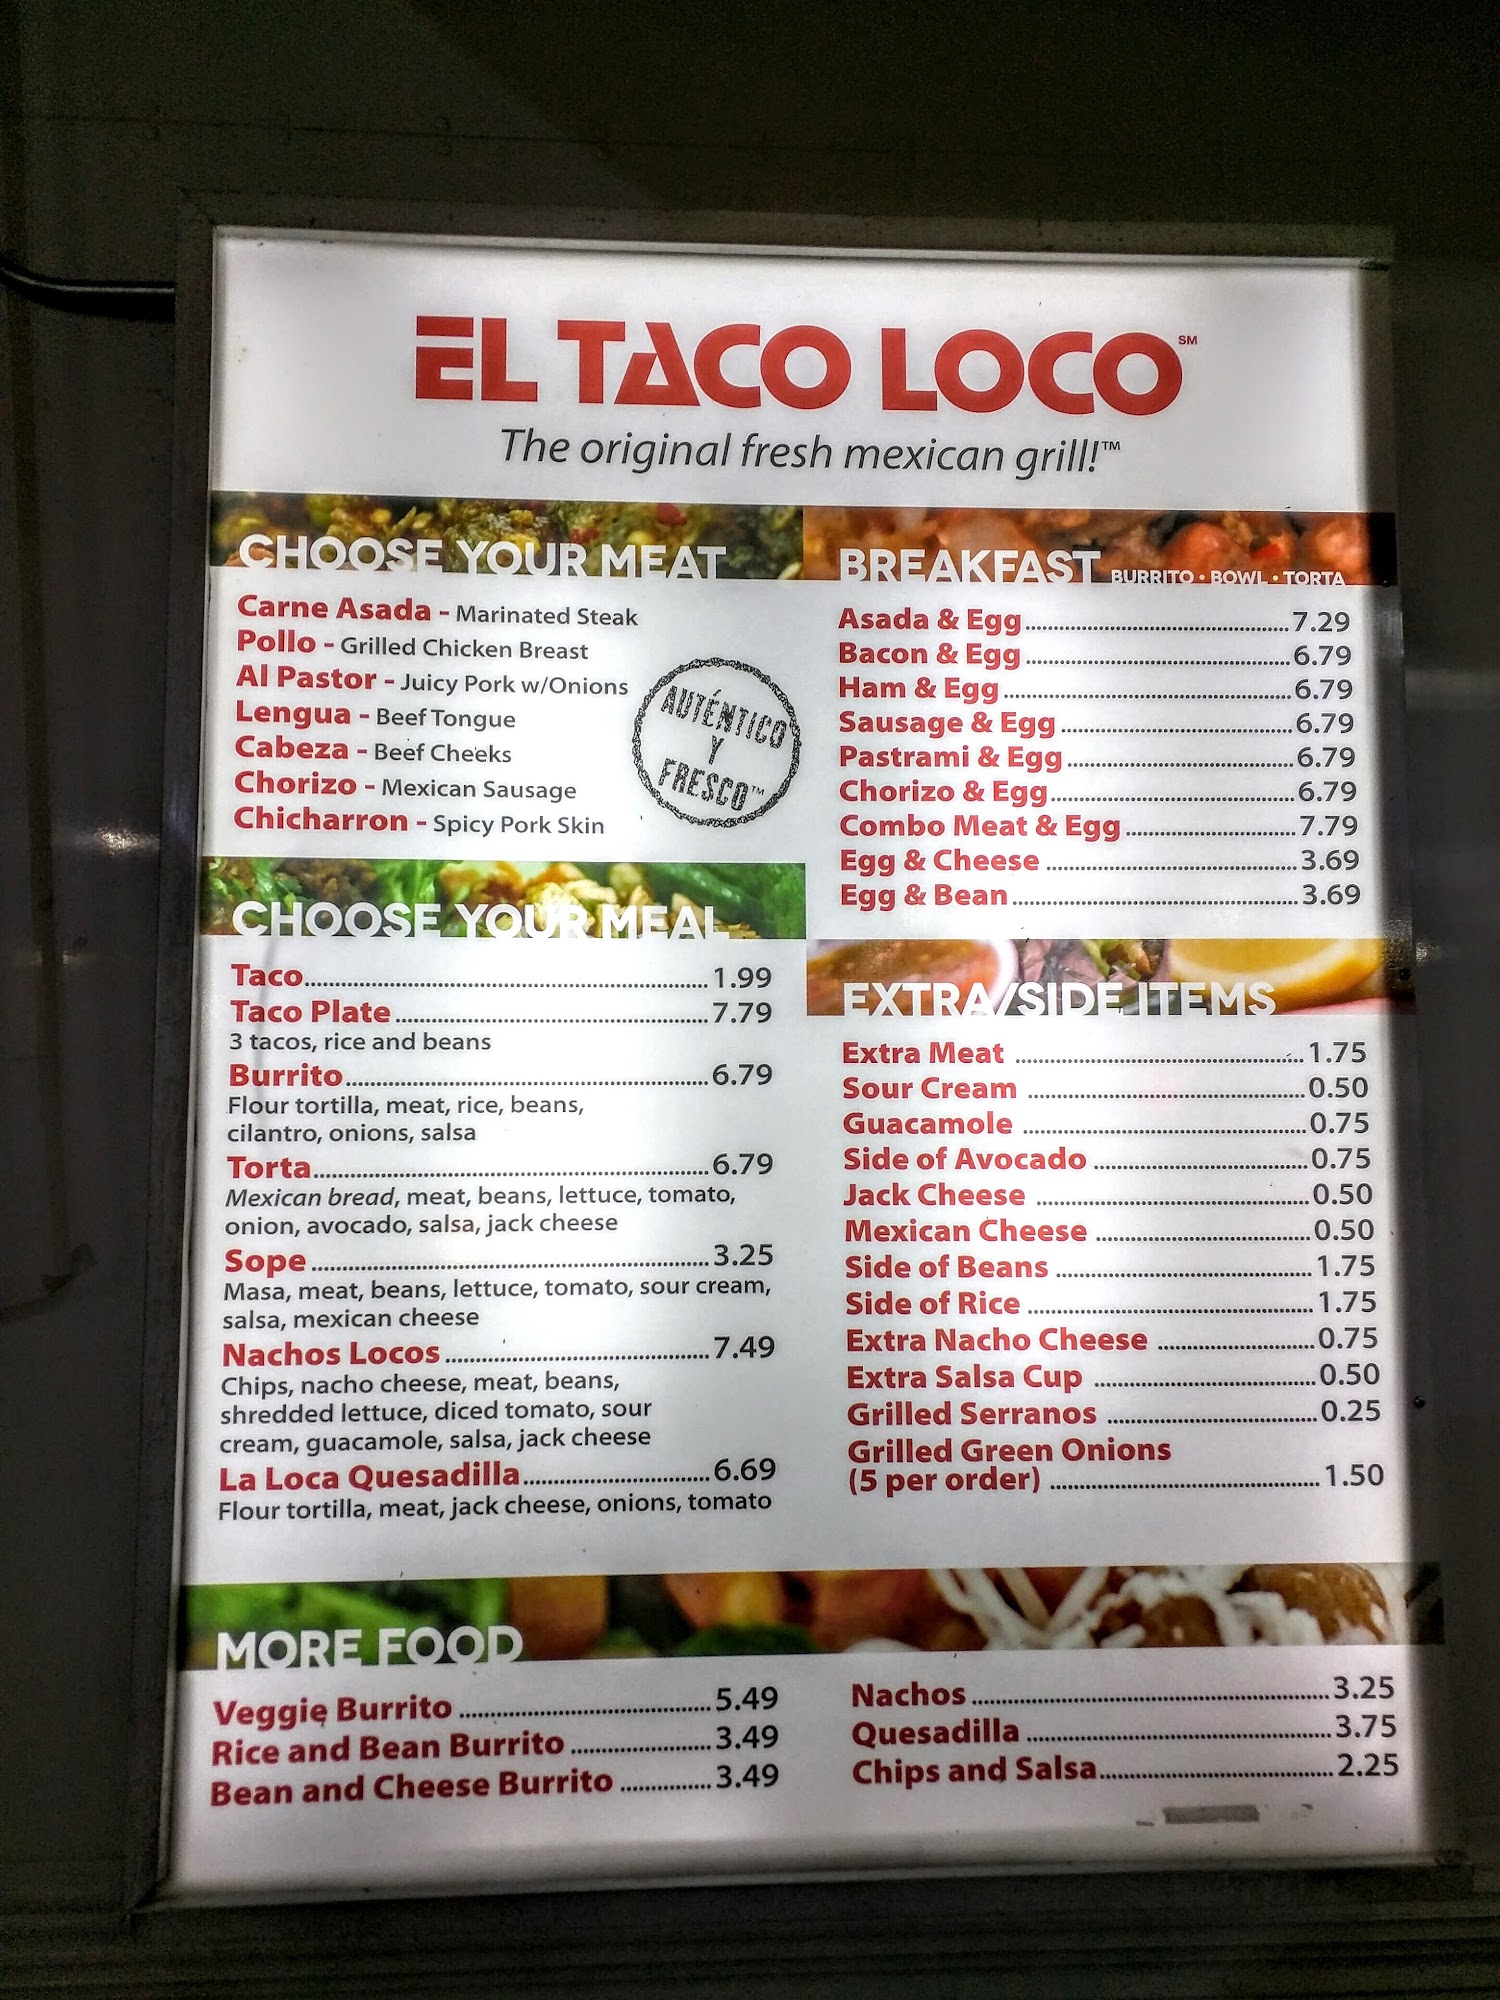 EL TACO LOCO℠
The original fresh mexican grill!™
CHOOSE YOUR MEAT
Carne Asada - Marinated Steak
Pollo - Grilled Chicken Breast
Al Pastor - Juicy Pork w/Onions
Lengua - Beef Tongue
Cabeza - Beef Cheeks
Chorizo - Mexican Sausage
Chicharron - Spicy Pork Skin
AUTÉNTICO
Y
FRESCO™
CHOOSE YOUR MEAL
Taco 1.99
Taco Plate 7.79
3 tacos, rice and beans
Burrito 6.79
Flour tortilla, meat, rice, beans,
cilantro, onions, salsa
Torta 6.79
Mexican bread, meat, beans, lettuce, tomato,
onion, avocado, salsa, jack cheese
Sope 3.25
Masa, meat, beans, lettuce, tomato, sour cream,
salsa, mexican cheese
Nachos Locos 7.49
Chips, nacho cheese, meat, beans,
shredded lettuce, diced tomato, sour
cream, guacamole, salsa, jack cheese
La Loca Quesadilla 6.69
Flour tortilla, meat, jack cheese, onions, tomato
BREAKFAST BURRITO • BOWL • TORTA
Asada & Egg 7.29
Bacon & Egg 6.79
Ham & Egg 6.79
Sausage & Egg 6.79
Pastrami & Egg 6.79
Chorizo & Egg 6.79
Combo Meat & Egg 7.79
Egg & Cheese 3.69
Egg & Bean 3.69
EXTRA/SIDE ITEMS
Extra Meat 1.75
Sour Cream 0.50
Guacamole 0.75
Side of Avocado 0.75
Jack Cheese 0.50
Mexican Cheese 0.50
Side of Beans 1.75
Side of Rice 1.75
Extra Nacho Cheese 0.75
Extra Salsa Cup 0.50
Grilled Serranos 0.25
Grilled Green Onions
(5 per order) 1.50
MORE FOOD
Veggie Burrito 5.49
Rice and Bean Burrito 3.49
Bean and Cheese Burrito 3.49
Nachos 3.25
Quesadilla 3.75
Chips and Salsa 2.25